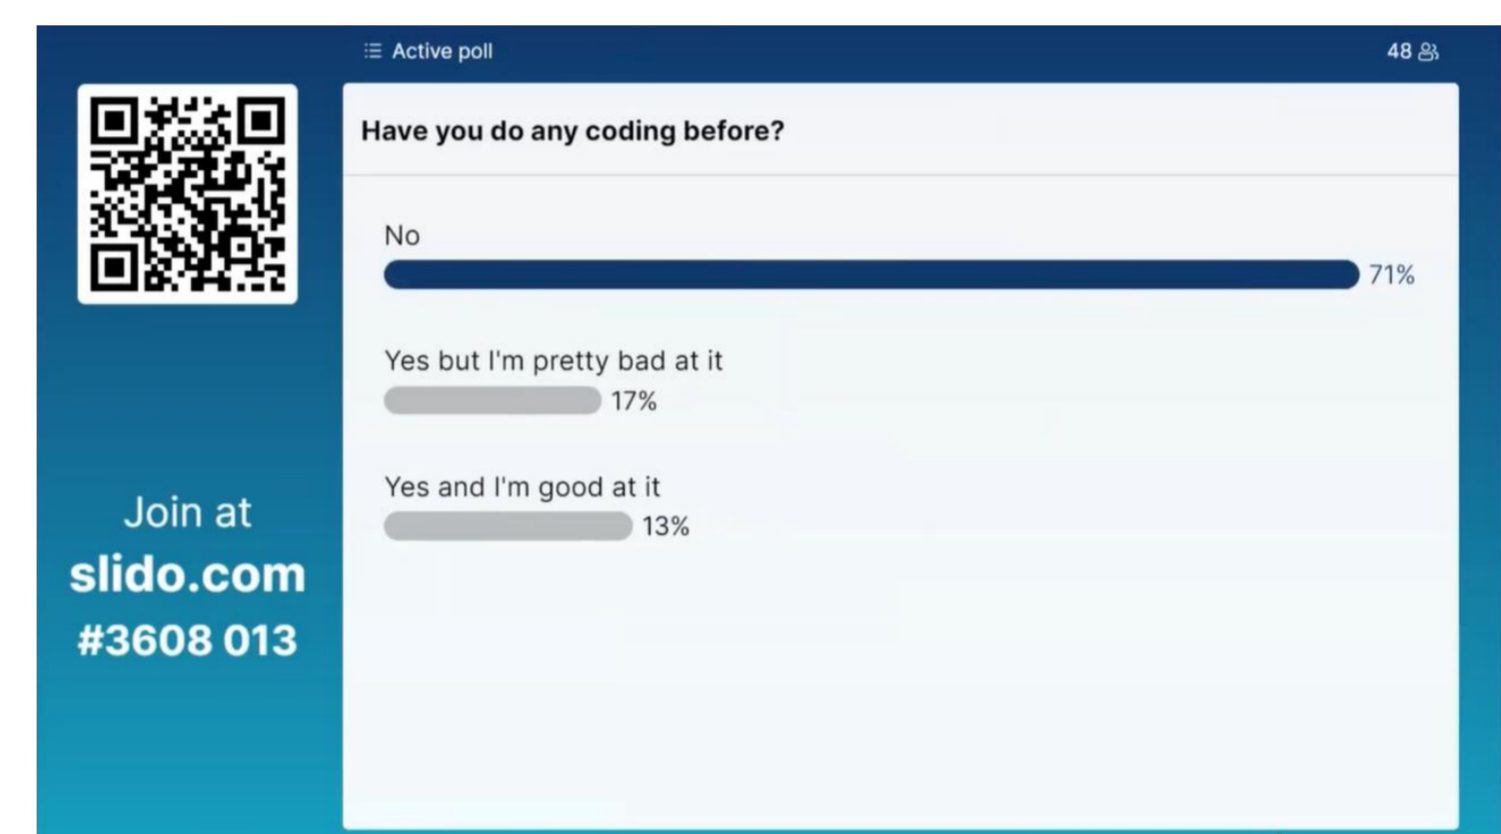 Active poll
48
Have you do any coding before?
No
71%
Yes but I'm pretty bad at it
17%
Yes and I'm good at it
13%
Join at
slido.com
#3608 013